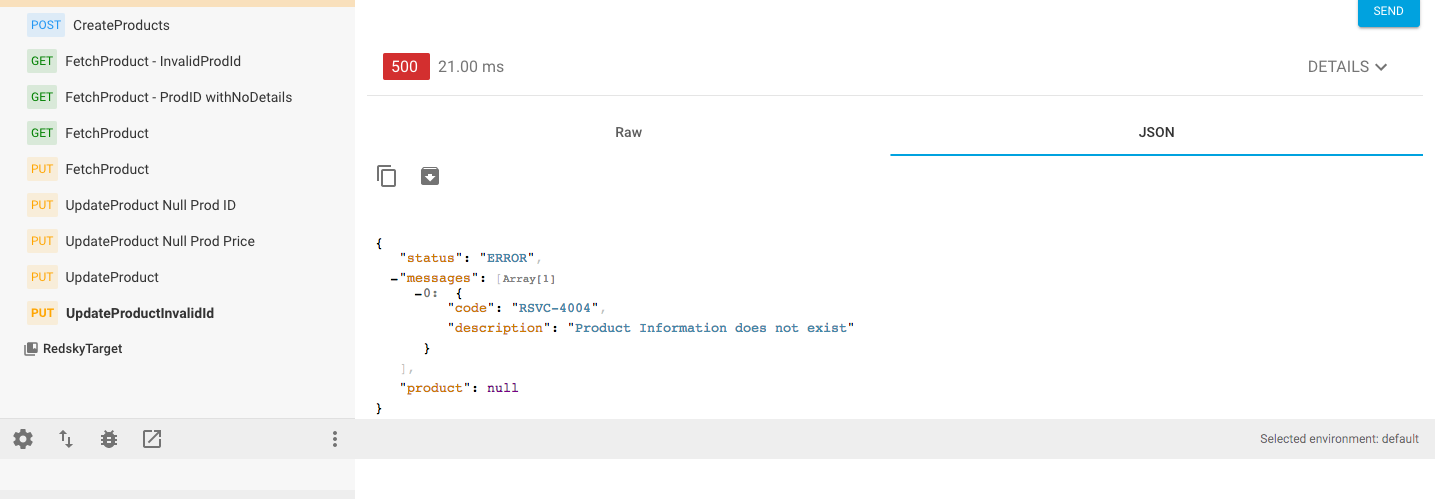 POST CreateProducts
GET FetchProduct - InvalidProdId
GET FetchProduct - ProdID withNoDetails
GET FetchProduct
PUT FetchProduct
PUT UpdateProduct Null Prod ID
PUT UpdateProduct Null Prod Price
PUT UpdateProduct
PUT UpdateProductInvalidId
RedskyTarget
SEND
500 21.00 ms
DETAILS
Raw
JSON
{
"status": "ERROR",
-"messages": [Array[1]
-0: {
"code": "RSVC-4004",
"description": "Product Information does not exist"
}
],
"product": null
}
Selected environment: default